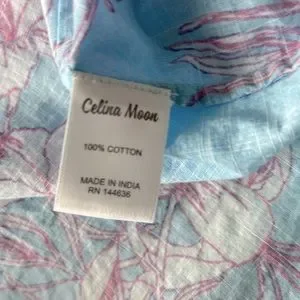 Celina Moon
100% COTTON
MADE IN INDIA
RN 144636